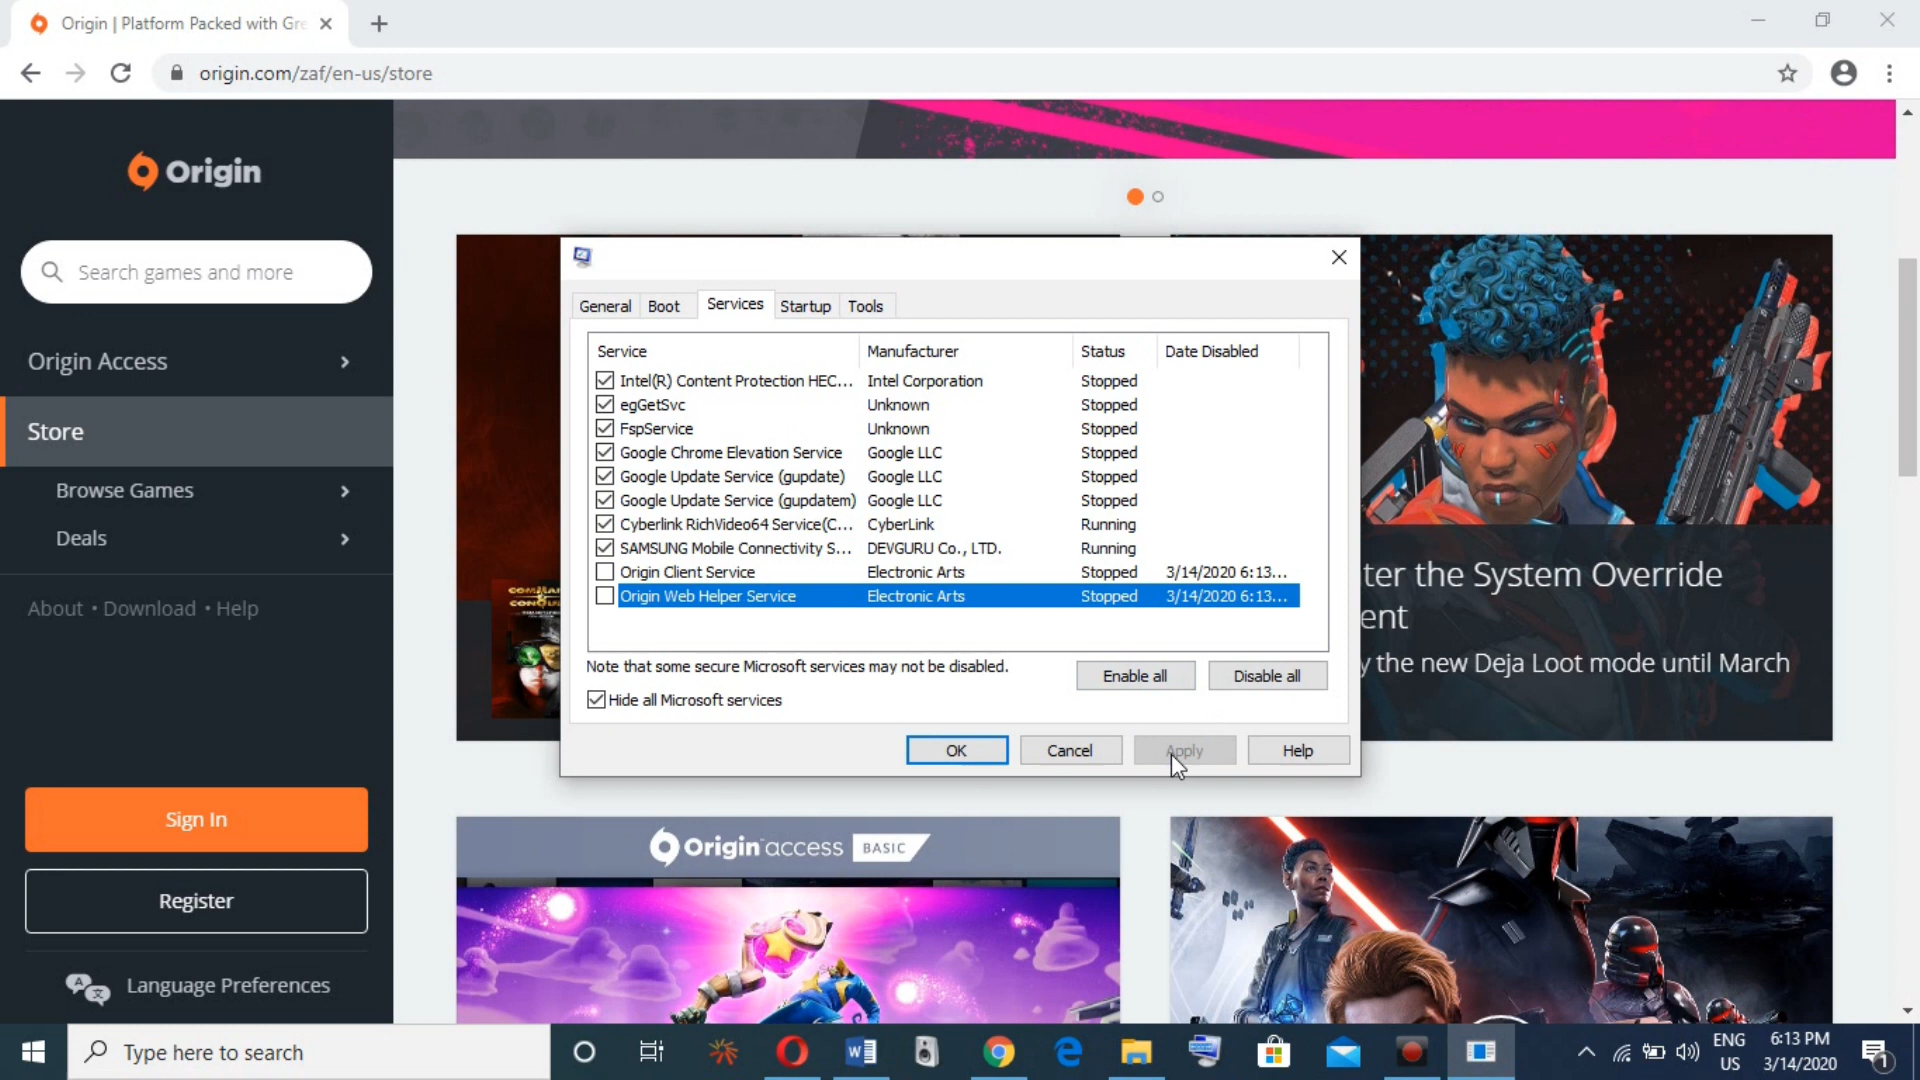 Origin | Platform Packed with Gre
origin.com/zaf/en-us/store
Origin
Search games and more
Origin Access
Store
Browse Games
Deals
About • Download • Help
Sign In
Register
Language Preferences
General Boot Services Startup Tools
Service Manufacturer Status Date Disabled
Intel(R) Content Protection HEC... Intel Corporation Stopped
egGetSvc Unknown Stopped
FspService Unknown Stopped
Google Chrome Elevation Service Google LLC Stopped
Google Update Service (gupdate) Google LLC Stopped
Google Update Service (gupdatem) Google LLC Stopped
Cyberlink RichVideo64 Service(C... CyberLink Running
SAMSUNG Mobile Connectivity S... DEVGURU Co., LTD. Running
Origin Client Service Electronic Arts Stopped 3/14/2020 6:13...
Origin Web Helper Service Electronic Arts Stopped 3/14/2020 6:13...
Note that some secure Microsoft services may not be disabled.
Enable all Disable all
Hide all Microsoft services
OK Cancel Apply Help
ter the System Override
ent
y the new Deja Loot mode until March
Origin access BASIC
Type here to search
ENG
US
6:13 PM
3/14/2020
1